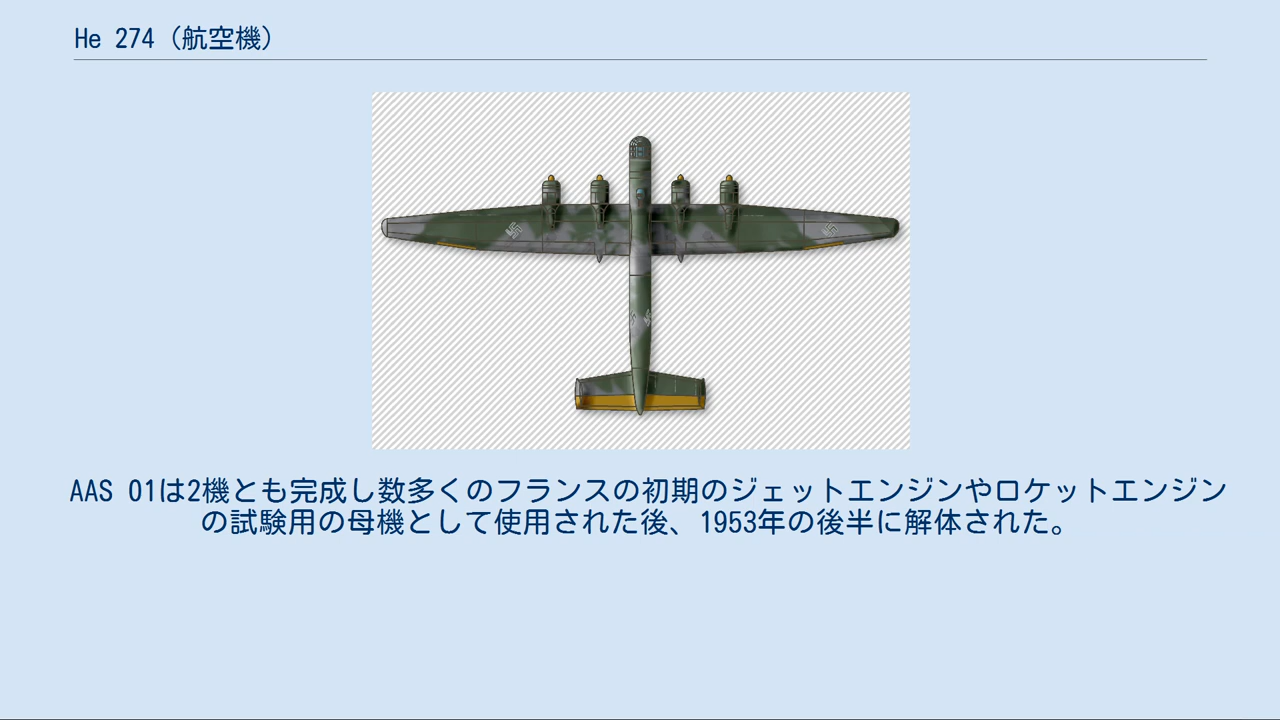 He 274（航空機）
AAS 01は2機とも完成し数多くのフランスの初期のジェットエンジンやロケットエンジン
の試験用の母機として使用された後、1953年の後半に解体された。